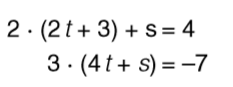 2 · (2t + 3) + s = 4
3 · (4t + s) = –7